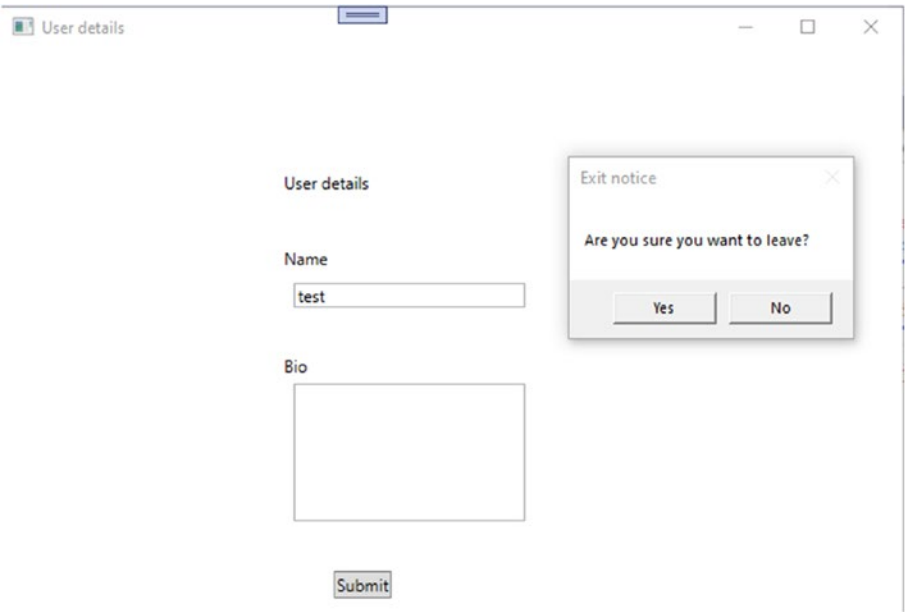 User details
User details
Name
test
Bio
Submit
Exit notice
Are you sure you want to leave?
Yes No